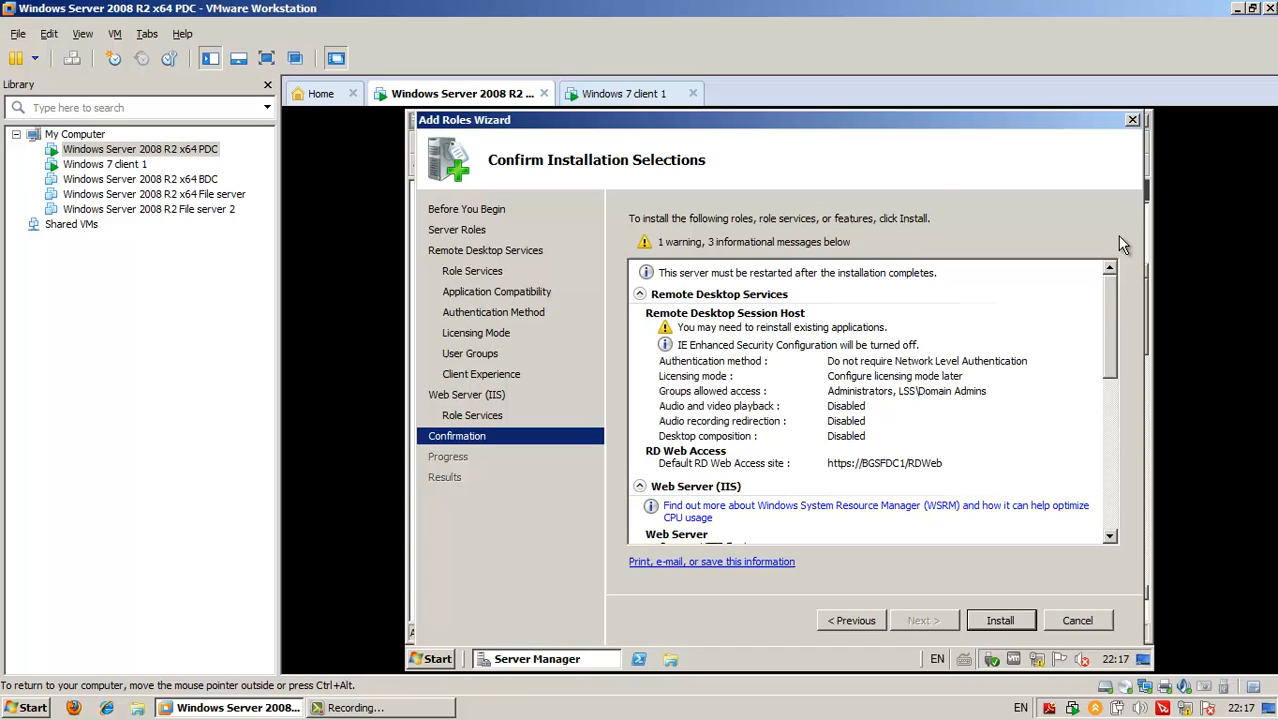 Windows Server 2008 R2 x64 PDC - VMware Workstation
File Edit View VM Tabs Help
Library
Type here to search
My Computer
Windows Server 2008 R2 x64 PDC
Windows 7 client 1
Windows Server 2008 R2 x64 BDC
Windows Server 2008 R2 x64 File server
Windows Server 2008 R2 File server 2
Shared VMs
Home
Windows Server 2008 R2 ...
Windows 7 client 1
Add Roles Wizard
Confirm Installation Selections
Before You Begin
Server Roles
Remote Desktop Services
Role Services
Application Compatibility
Authentication Method
Licensing Mode
User Groups
Client Experience
Web Server (IIS)
Role Services
Confirmation
Progress
Results
To install the following roles, role services, or features, click Install.
1 warning, 3 informational messages below
This server must be restarted after the installation completes.
Remote Desktop Services
Remote Desktop Session Host
You may need to reinstall existing applications.
IE Enhanced Security Configuration will be turned off.
Authentication method : Do not require Network Level Authentication
Licensing mode : Configure licensing mode later
Groups allowed access : Administrators, LSS\Domain Admins
Audio and video playback : Disabled
Audio recording redirection : Disabled
Desktop composition : Disabled
RD Web Access
Default RD Web Access site : https://BGSFDC1/RDWeb
Web Server (IIS)
Find out more about Windows System Resource Manager (WSRM) and how it can help optimize
CPU usage
Web Server
Print, e-mail, or save this information
< Previous Next > Install Cancel
Start Server Manager EN 22:17
To return to your computer, move the mouse pointer outside or press Ctrl+Alt.
Start Windows Server 2008... Recording... EN 22:17